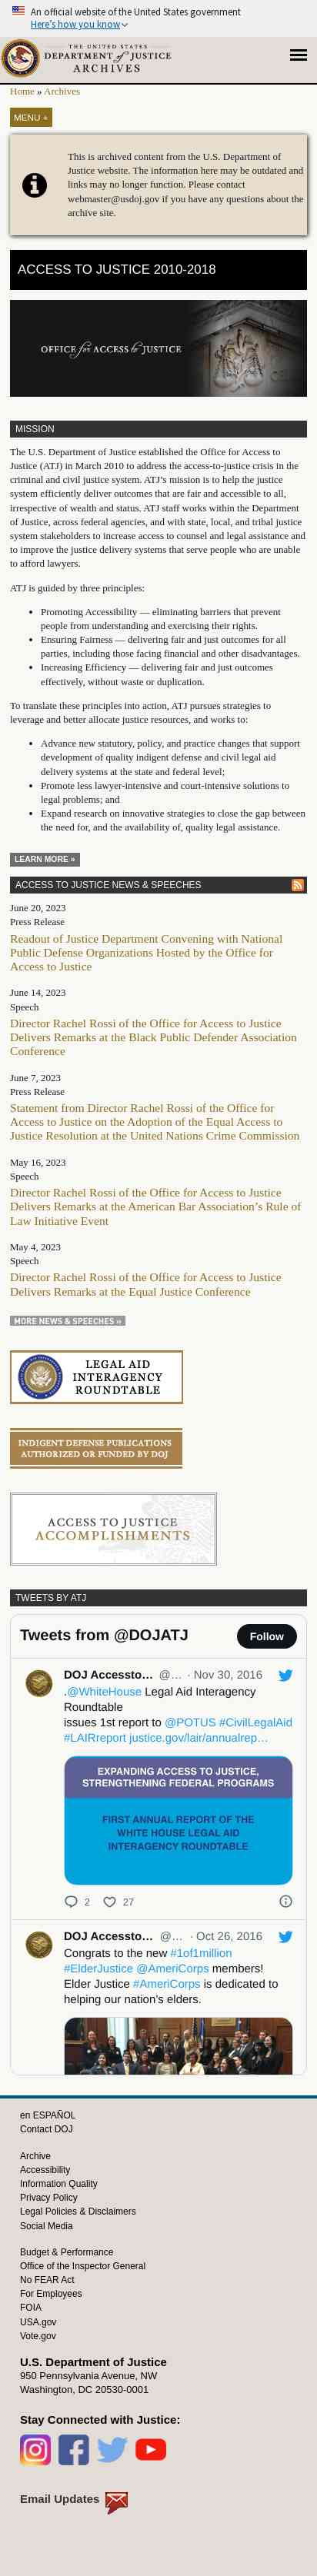 An official website of the United States government
Here's how you know
THE UNITED STATES
DEPARTMENT of JUSTICE
ARCHIVES
Home » Archives
MENU +
This is archived content from the U.S. Department of
Justice website. The information here may be outdated and
links may no longer function. Please contact
webmaster@usdoj.gov if you have any questions about the
archive site.
ACCESS TO JUSTICE 2010-2018
OFFICE for ACCESS to JUSTICE
MISSION
The U.S. Department of Justice established the Office for Access to
Justice (ATJ) in March 2010 to address the access-to-justice crisis in the
criminal and civil justice system. ATJ's mission is to help the justice
system efficiently deliver outcomes that are fair and accessible to all,
irrespective of wealth and status. ATJ staff works within the Department
of Justice, across federal agencies, and with state, local, and tribal justice
system stakeholders to increase access to counsel and legal assistance and
to improve the justice delivery systems that serve people who are unable
to afford lawyers.
ATJ is guided by three principles:
• Promoting Accessibility — eliminating barriers that prevent
people from understanding and exercising their rights.
• Ensuring Fairness — delivering fair and just outcomes for all
parties, including those facing financial and other disadvantages.
• Increasing Efficiency — delivering fair and just outcomes
effectively, without waste or duplication.
To translate these principles into action, ATJ pursues strategies to
leverage and better allocate justice resources, and works to:
• Advance new statutory, policy, and practice changes that support
development of quality indigent defense and civil legal aid
delivery systems at the state and federal level;
• Promote less lawyer-intensive and court-intensive solutions to
legal problems; and
• Expand research on innovative strategies to close the gap between
the need for, and the availability of, quality legal assistance.
LEARN MORE »
ACCESS TO JUSTICE NEWS & SPEECHES
June 20, 2023
Press Release
Readout of Justice Department Convening with National
Public Defense Organizations Hosted by the Office for
Access to Justice
June 14, 2023
Speech
Director Rachel Rossi of the Office for Access to Justice
Delivers Remarks at the Black Public Defender Association
Conference
June 7, 2023
Press Release
Statement from Director Rachel Rossi of the Office for
Access to Justice on the Adoption of the Equal Access to
Justice Resolution at the United Nations Crime Commission
May 16, 2023
Speech
Director Rachel Rossi of the Office for Access to Justice
Delivers Remarks at the American Bar Association's Rule of
Law Initiative Event
May 4, 2023
Speech
Director Rachel Rossi of the Office for Access to Justice
Delivers Remarks at the Equal Justice Conference
MORE NEWS & SPEECHES »
LEGAL AID
INTERAGENCY
ROUNDTABLE
INDIGENT DEFENSE PUBLICATIONS
AUTHORIZED OR FUNDED BY DOJ
ACCESS TO JUSTICE
ACCOMPLISHMENTS
TWEETS BY ATJ
Tweets from @DOJATJ
Follow
DOJ Accessto… @… · Nov 30, 2016
.@WhiteHouse Legal Aid Interagency
Roundtable
issues 1st report to @POTUS #CivilLegalAid
#LAIRreport justice.gov/lair/annualrep…
EXPANDING ACCESS TO JUSTICE,
STRENGTHENING FEDERAL PROGRAMS
FIRST ANNUAL REPORT OF THE
WHITE HOUSE LEGAL AID
INTERAGENCY ROUNDTABLE
2 27
DOJ Accessto… @… · Oct 26, 2016
Congrats to the new #1of1million
#ElderJustice @AmeriCorps members!
Elder Justice #AmeriCorps is dedicated to
helping our nation's elders.
en ESPAÑOL
Contact DOJ
Archive
Accessibility
Information Quality
Privacy Policy
Legal Policies & Disclaimers
Social Media
Budget & Performance
Office of the Inspector General
No FEAR Act
For Employees
FOIA
USA.gov
Vote.gov
U.S. Department of Justice
950 Pennsylvania Avenue, NW
Washington, DC 20530-0001
Stay Connected with Justice:
Email Updates